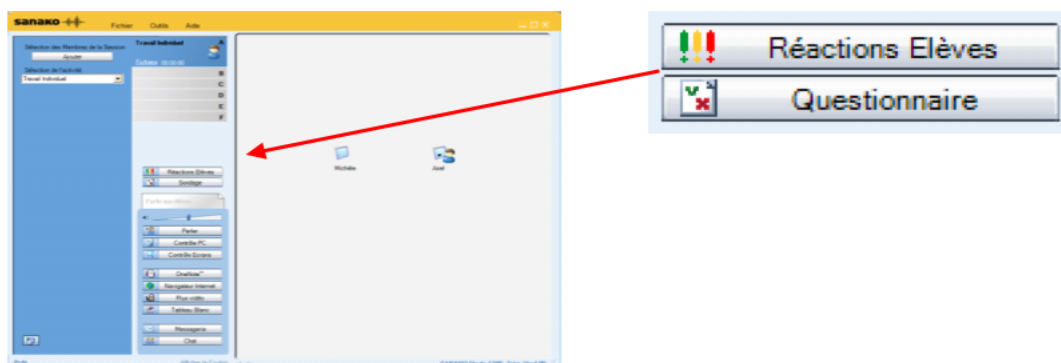 sanako
Fichier Outils Aide
Sélection des Membres de la Session
Ajouter
Sélection de l'activité
Travail Individuel
Travail Individuel A
B
C
D
E
F
Réactions Elèves
Sondage
Parler
Contrôle PC
Contrôle Ecrans
Navigateur Internet
Flux vidéo
Tableau Blanc
Messagerie
Chat
Michèle
Axel
Réactions Elèves
Questionnaire